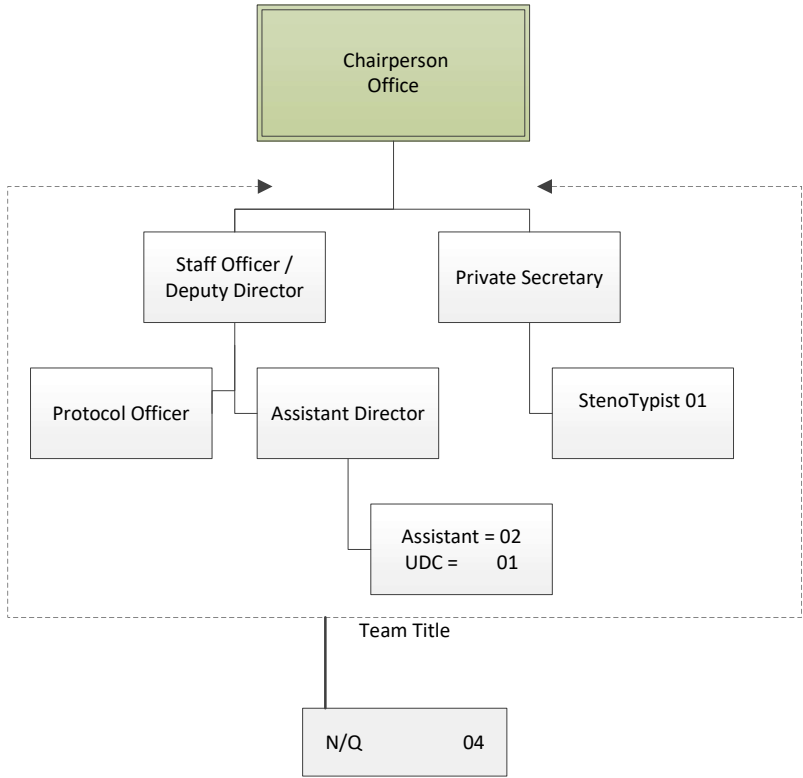 Chairperson
Office
Staff Officer /
Deputy Director
Private Secretary
Protocol Officer
Assistant Director
StenoTypist 01
Assistant = 02
UDC = 01
Team Title
N/Q 04